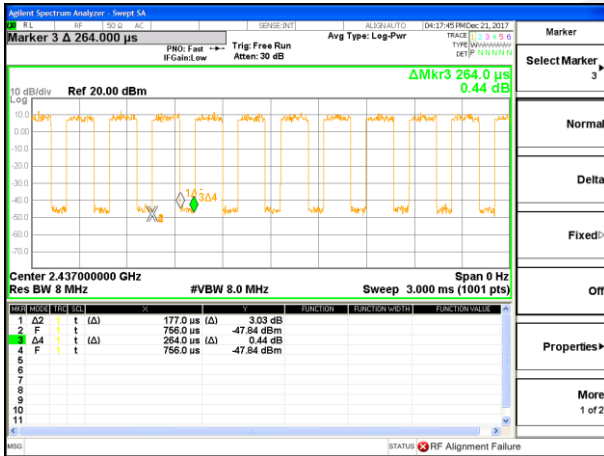 Agilent Spectrum Analyzer - Swept SA
RL RF 50 Ω AC SENSE:INT ALIGN AUTO 04:17:45 PM Dec 21, 2017
Marker 3 Δ 264.000 μs
PNO: Fast
IFGain:Low
Trig: Free Run
Atten: 30 dB
Avg Type: Log-Pwr
TRACE 1 2 3 4 5 6
TYPE WWWWWW
DET P N N N N N
ΔMkr3 264.0 μs
0.44 dB
10 dB/div
Log
Ref 20.00 dBm
10.0
0.00
-10.0
-20.0
-30.0
-40.0
-50.0
-60.0
-70.0
3Δ4
Center 2.437000000 GHz
Span 0 Hz
Res BW 8 MHz
#VBW 8.0 MHz
Sweep 3.000 ms (1001 pts)
MKR MODE TRC SCL X Y FUNCTION FUNCTION WIDTH FUNCTION VALUE
1 Δ2 1 t (Δ) 177.0 μs (Δ) 3.03 dB
2 F 1 t 756.0 μs -47.84 dBm
3 Δ4 1 t (Δ) 264.0 μs (Δ) 0.44 dB
4 F 1 t 756.0 μs -47.84 dBm
5
6
7
8
9
10
11
MSG
STATUS RF Alignment Failure
Marker
Select Marker
3
Normal
Delta
Fixed
Off
Properties
More
1 of 2